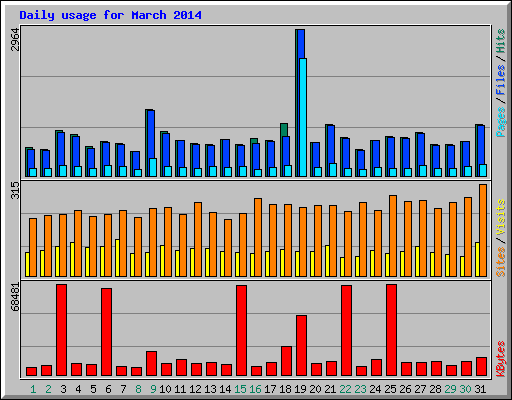 Daily usage for March 2014
2964
Pages / Files / Hits
315
Sites / Visits
68481
KBytes
1 2 3 4 5 6 7 8 9 10 11 12 13 14 15 16 17 18 19 20 21 22 23 24 25 26 27 28 29 30 31